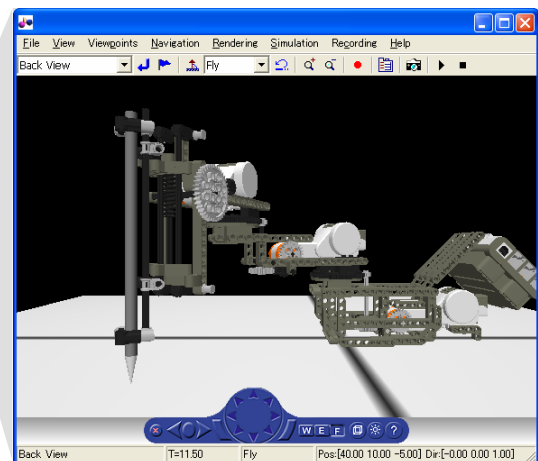 File View Viewpoints Navigation Rendering Simulation Recording Help
Back View Fly
W E F ?
Back View T=11.50 Fly Pos:[40.00 10.00 -5.00] Dir:[-0.00 0.00 1.00]